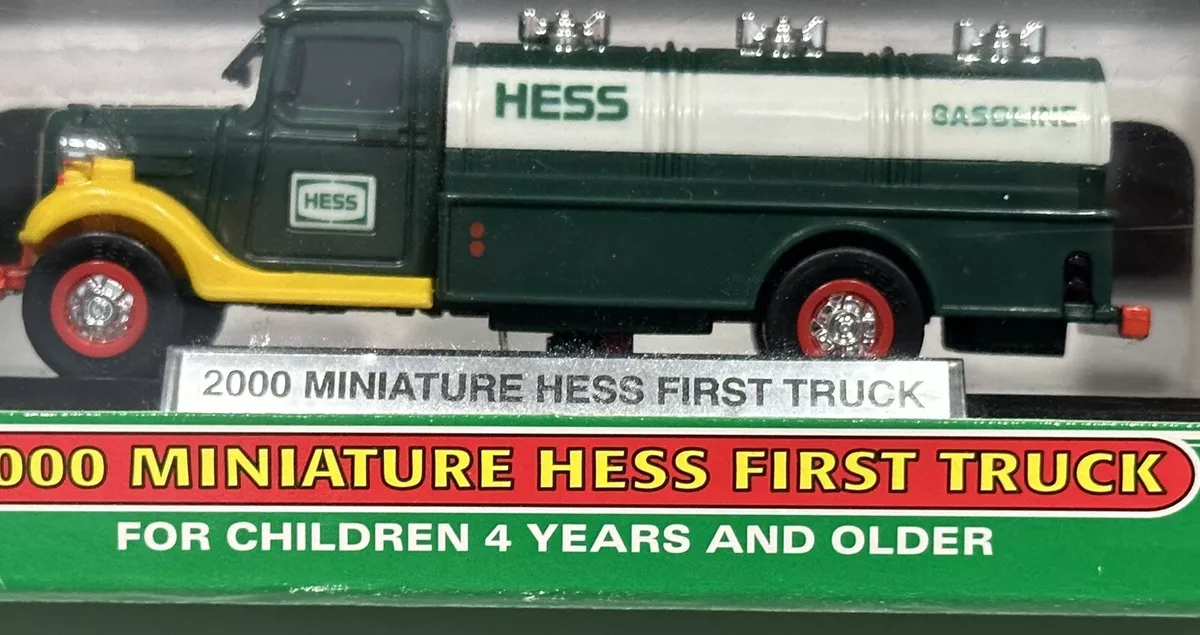 HESS
GASOLINE
HESS
2000 MINIATURE HESS FIRST TRUCK
000 MINIATURE HESS FIRST TRUCK
FOR CHILDREN 4 YEARS AND OLDER